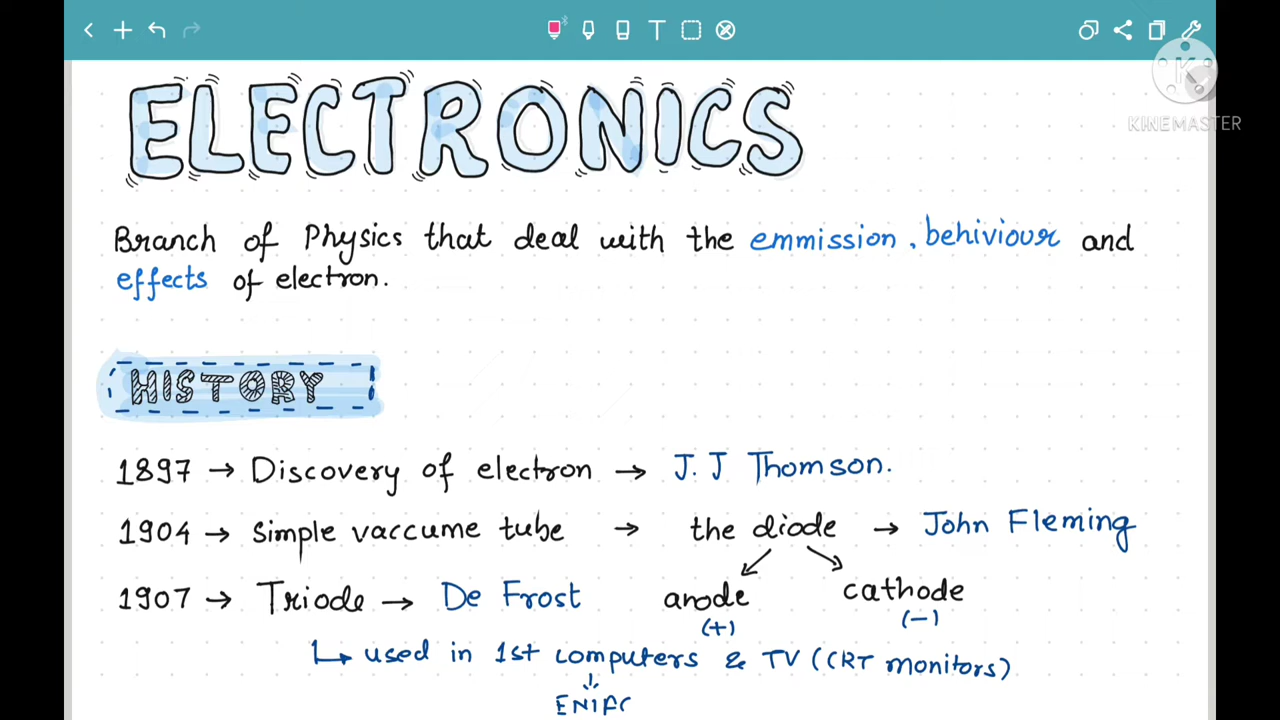 KINEMASTER
ELECTRONICS
Branch of Physics that deal with the emmission, behiviour and
effects of electron.
HISTORY
1897 → Discovery of electron → J. J Thomson.
1904 → Simple vaccume tube → the diode → John Fleming
1907 → Triode → De Frost anode cathode
(+) (-)
↳ used in 1st computers & TV (CRT monitors)
↓
ENIAC